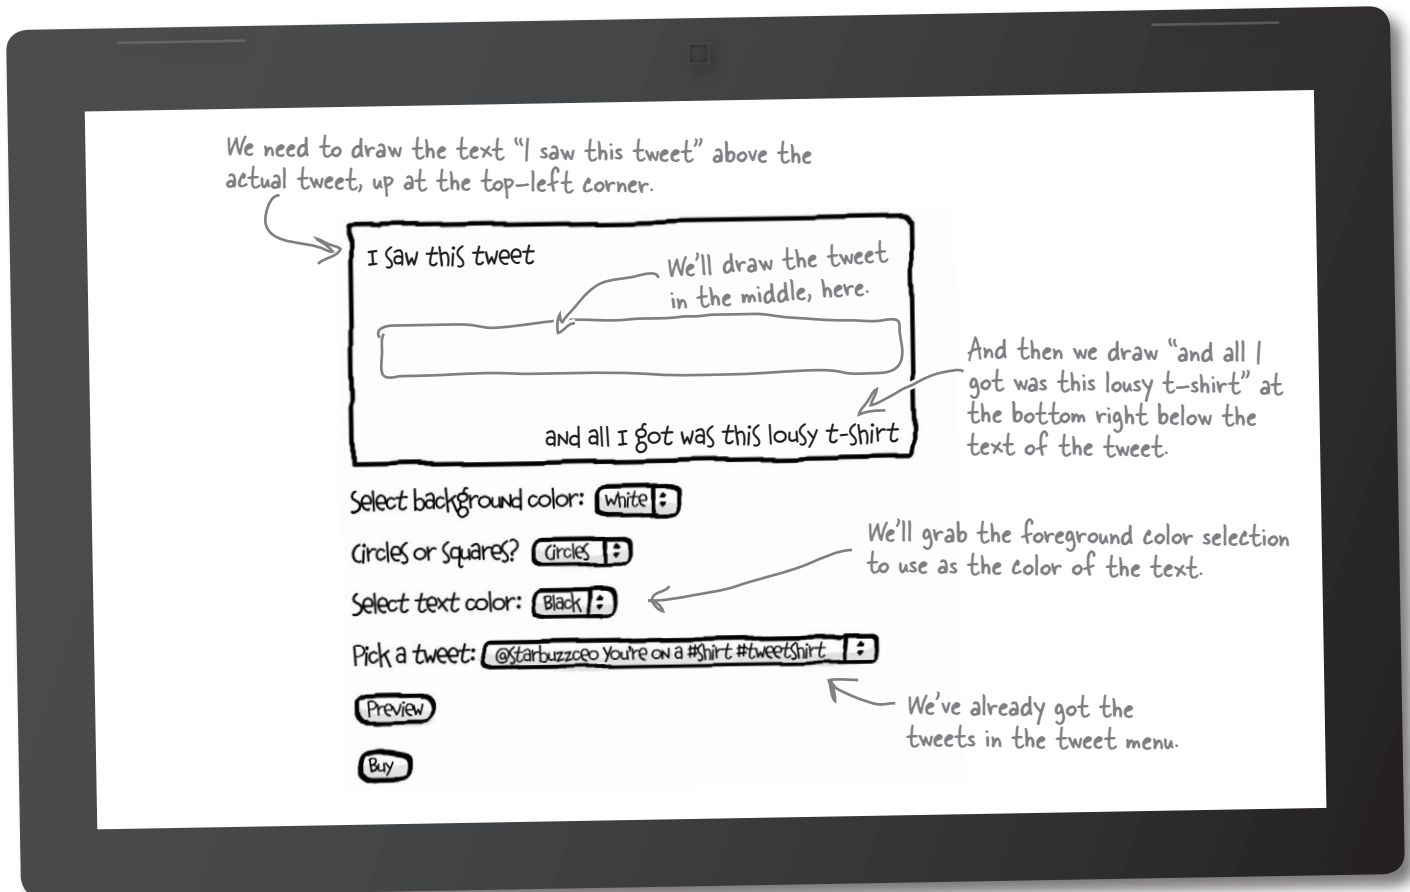 We need to draw the text “I saw this tweet” above the
actual tweet, up at the top-left corner.
I saw this tweet
We'll draw the tweet
in the middle, here.
And then we draw “and all I
got was this lousy t-shirt” at
the bottom right below the
text of the tweet.
and all I got was this lousy t-shirt
Select background color: White
Circles or squares? Circles
We'll grab the foreground color selection
to use as the color of the text.
Select text color: Black
Pick a tweet: @starbuzzceo You're on a #shirt #tweetshirt
Preview
We've already got the
tweets in the tweet menu.
Buy